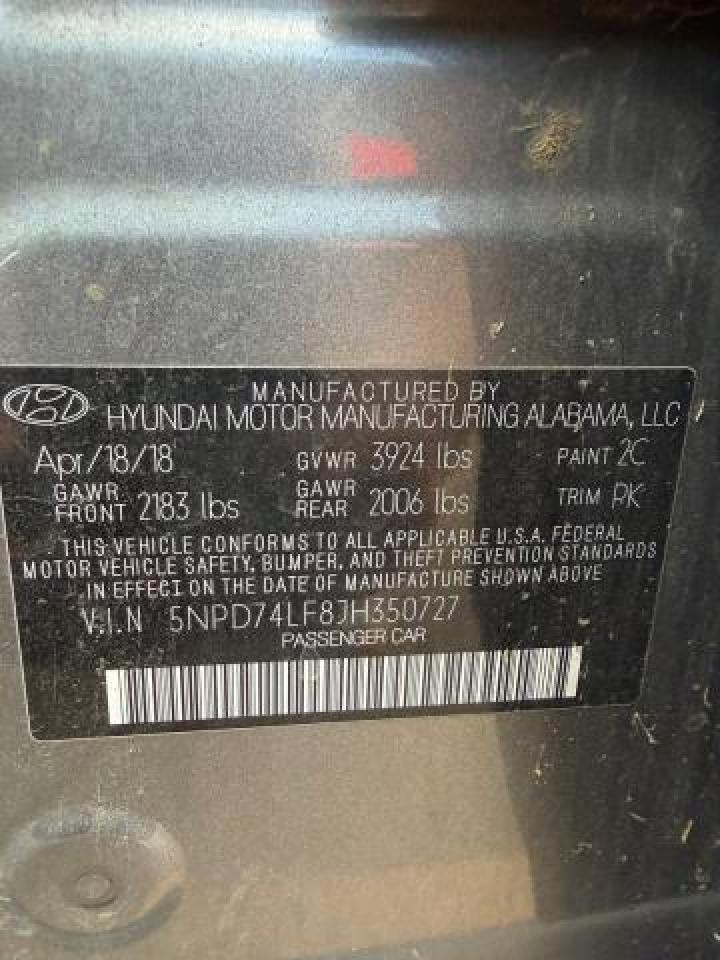 MANUFACTURED BY
HYUNDAI MOTOR MANUFACTURING ALABAMA, LLC
Apr/18/18 GVWR 3924 lbs PAINT 2C
GAWR FRONT 2183 lbs GAWR REAR 2006 lbs TRIM PK
THIS VEHICLE CONFORMS TO ALL APPLICABLE U.S.A. FEDERAL
MOTOR VEHICLE SAFETY, BUMPER, AND THEFT PREVENTION STANDARDS
IN EFFECT ON THE DATE OF MANUFACTURE SHOWN ABOVE
V.I.N 5NPD74LF8JH350727
PASSENGER CAR